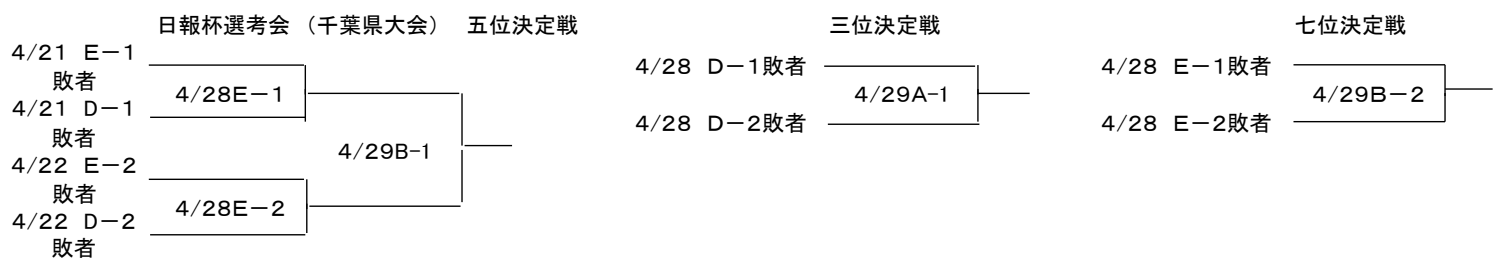 日報杯選考会 （千葉県大会） 五位決定戦
4/21 E－1
敗者
4/28E－1
4/21 D－1
敗者
4/29B-1
4/22 E－2
敗者
4/28E－2
4/22 D－2
敗者
三位決定戦
4/28 D－1敗者
4/29A-1
4/28 D－2敗者
七位決定戦
4/28 E－1敗者
4/29B－2
4/28 E－2敗者